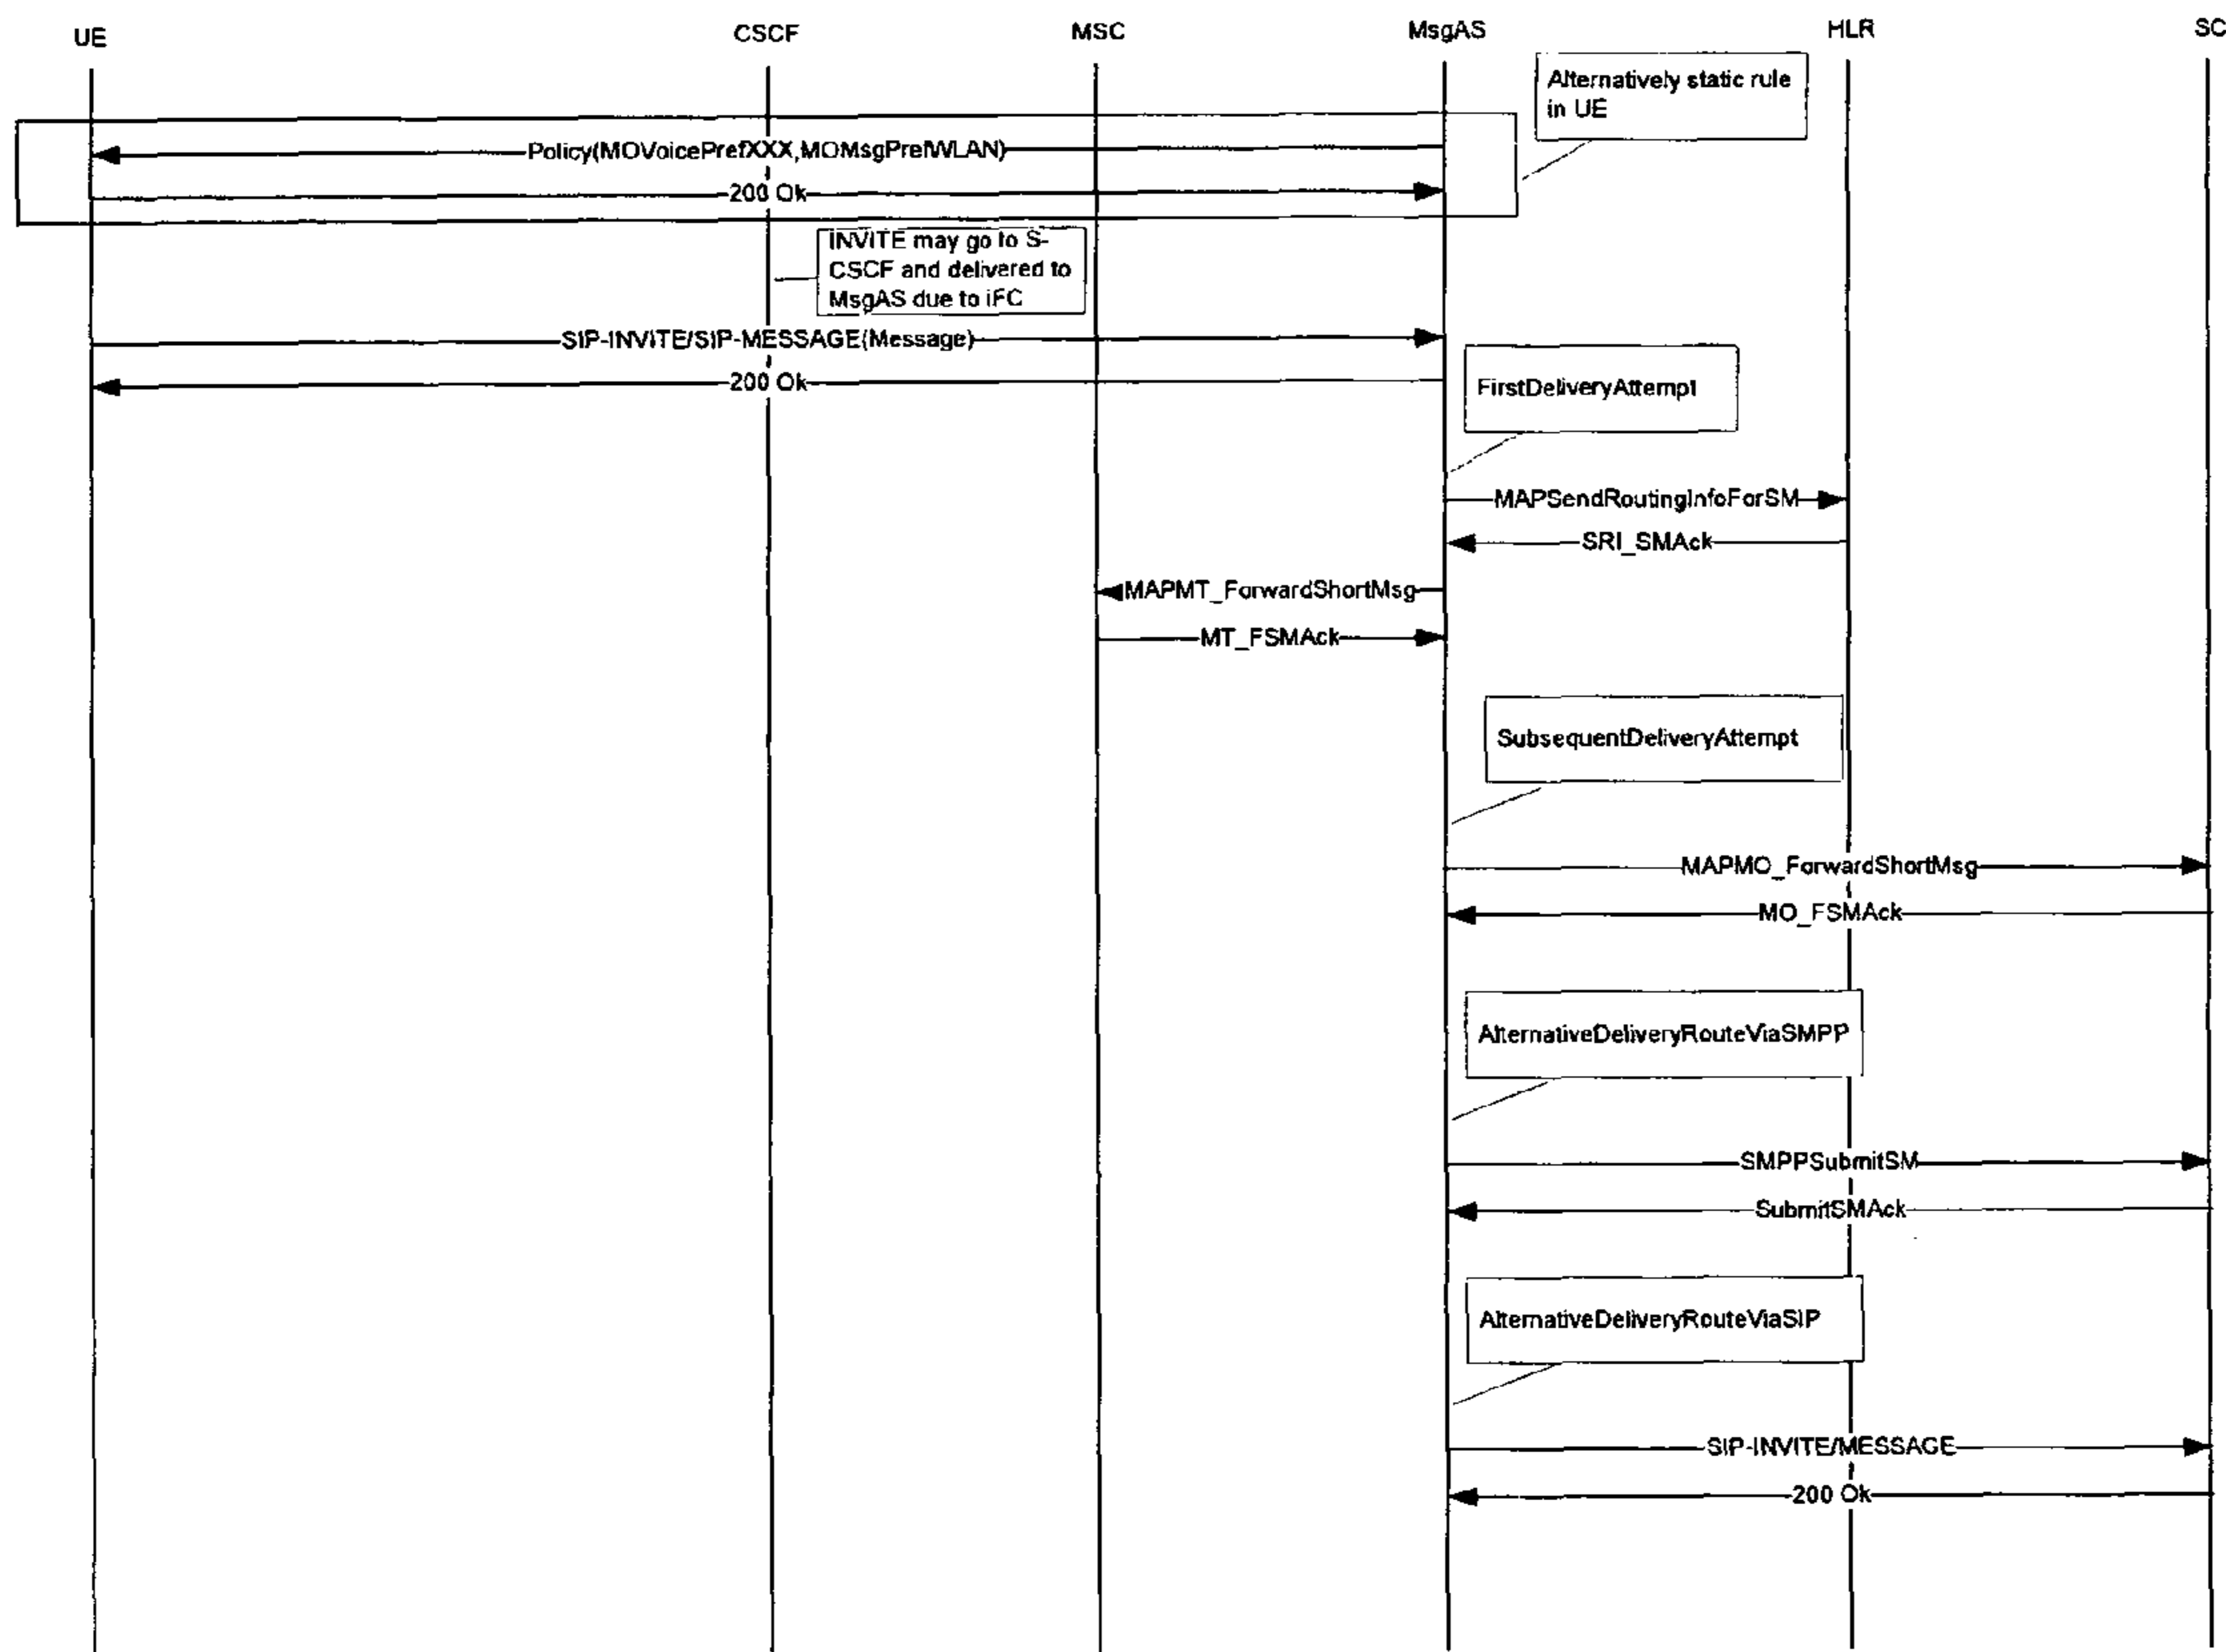 UE
CSCF
MSC
MsgAS
HLR
SC
Alternatively static rule
in UE
Policy(MOVoicePrefXXX,MOMsgPrefWLAN)
200 Ok
INVITE may go to S-
CSCF and delivered to
MsgAS due to iFC
SIP-INVITE/SIP-MESSAGE(Message)
200 Ok
FirstDeliveryAttempt
MAPSendRoutingInfoForSM
SRI_SMAck
MAPMT_ForwardShortMsg
MT_FSMAck
SubsequentDeliveryAttempt
MAPMO_ForwardShortMsg
MO_FSMAck
AlternativeDeliveryRouteViaSMPP
SMPPSubmitSM
SubmitSMAck
AlternativeDeliveryRouteViaSIP
SIP-INVITE/MESSAGE
200 Ok